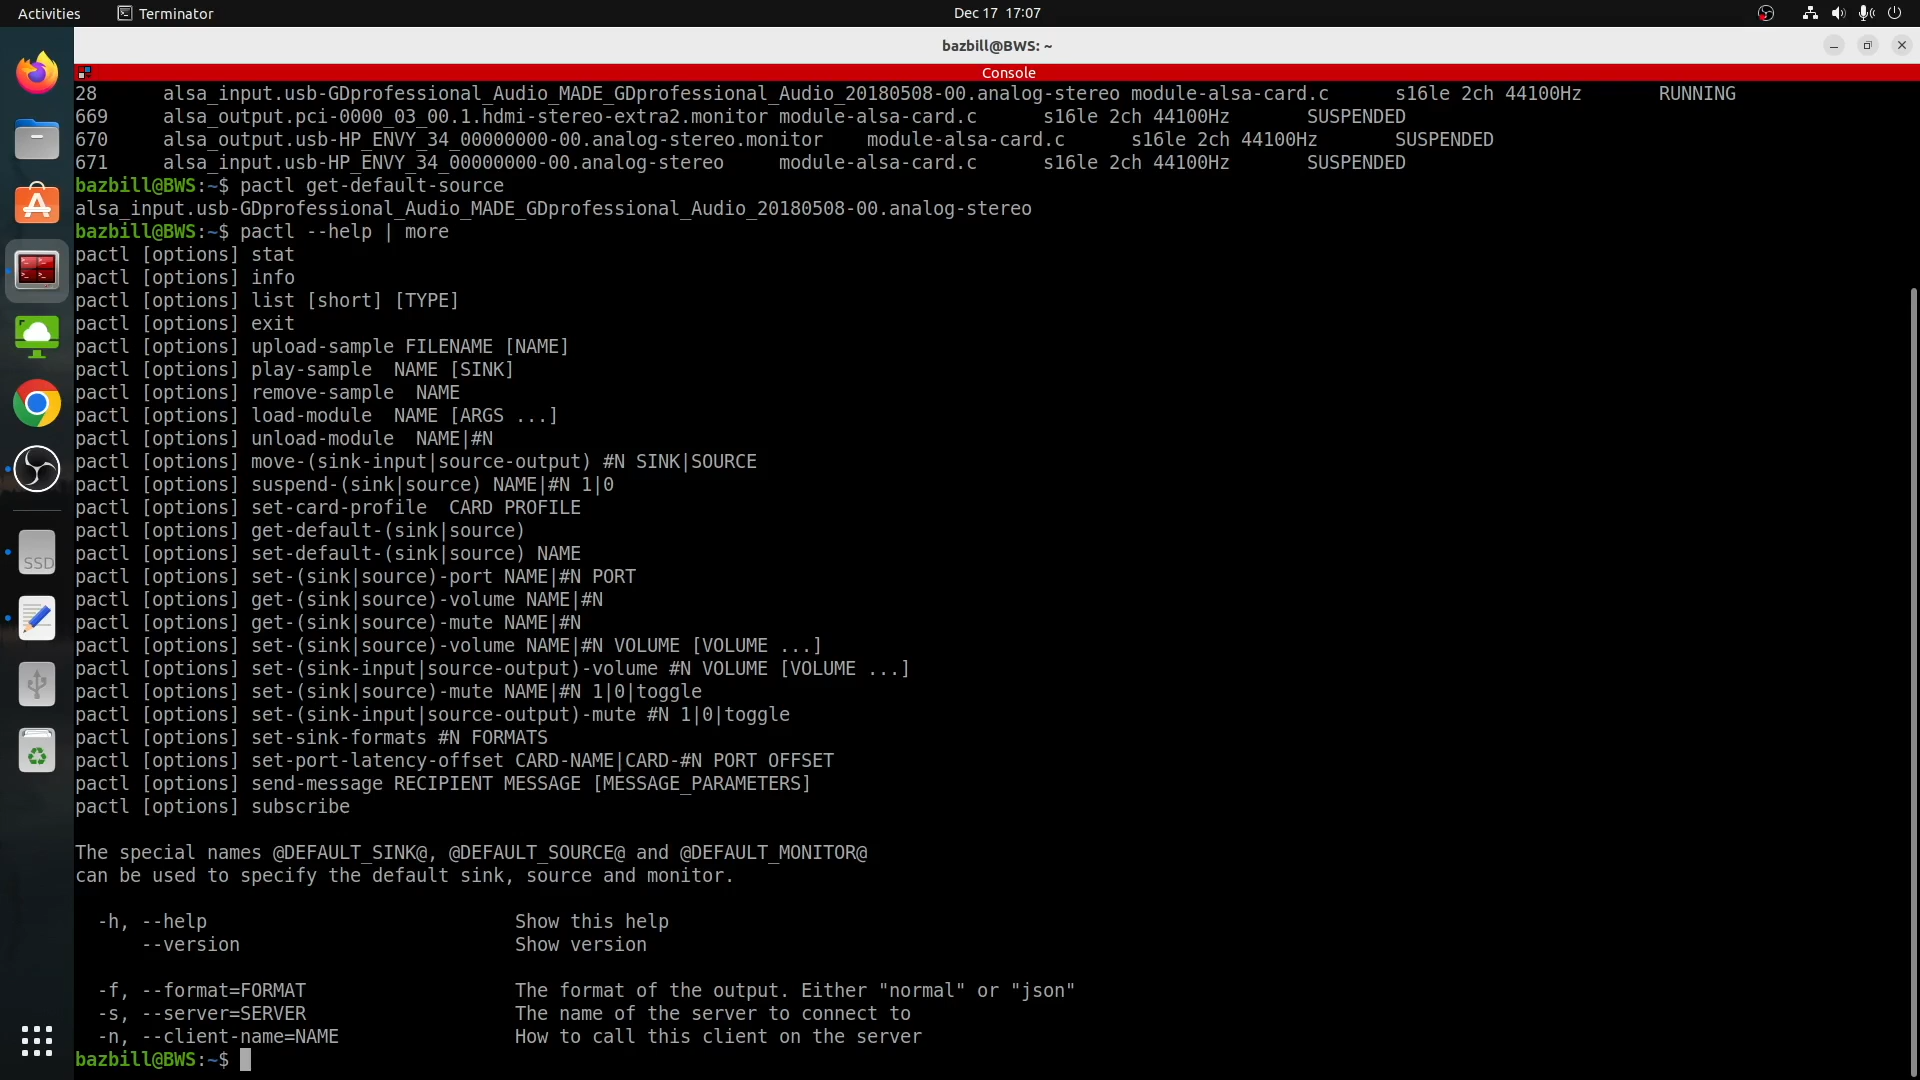 Activities Terminator Dec 17 17:07
bazbill@BWS: ~
Console
28 alsa_input.usb-GDprofessional_Audio_MADE_GDprofessional_Audio_20180508-00.analog-stereo module-alsa-card.c s16le 2ch 44100Hz RUNNING
669 alsa_output.pci-0000_03_00.1.hdmi-stereo-extra2.monitor module-alsa-card.c s16le 2ch 44100Hz SUSPENDED
670 alsa_output.usb-HP_ENVY_34_00000000-00.analog-stereo.monitor module-alsa-card.c s16le 2ch 44100Hz SUSPENDED
671 alsa_input.usb-HP_ENVY_34_00000000-00.analog-stereo module-alsa-card.c s16le 2ch 44100Hz SUSPENDED
bazbill@BWS:~$ pactl get-default-source
alsa_input.usb-GDprofessional_Audio_MADE_GDprofessional_Audio_20180508-00.analog-stereo
bazbill@BWS:~$ pactl --help | more
pactl [options] stat
pactl [options] info
pactl [options] list [short] [TYPE]
pactl [options] exit
pactl [options] upload-sample FILENAME [NAME]
pactl [options] play-sample NAME [SINK]
pactl [options] remove-sample NAME
pactl [options] load-module NAME [ARGS ...]
pactl [options] unload-module NAME|#N
pactl [options] move-(sink-input|source-output) #N SINK|SOURCE
pactl [options] suspend-(sink|source) NAME|#N 1|0
pactl [options] set-card-profile CARD PROFILE
pactl [options] get-default-(sink|source)
pactl [options] set-default-(sink|source) NAME
pactl [options] set-(sink|source)-port NAME|#N PORT
pactl [options] get-(sink|source)-volume NAME|#N
pactl [options] get-(sink|source)-mute NAME|#N
pactl [options] set-(sink|source)-volume NAME|#N VOLUME [VOLUME ...]
pactl [options] set-(sink-input|source-output)-volume #N VOLUME [VOLUME ...]
pactl [options] set-(sink|source)-mute NAME|#N 1|0|toggle
pactl [options] set-(sink-input|source-output)-mute #N 1|0|toggle
pactl [options] set-sink-formats #N FORMATS
pactl [options] set-port-latency-offset CARD-NAME|CARD-#N PORT OFFSET
pactl [options] send-message RECIPIENT MESSAGE [MESSAGE_PARAMETERS]
pactl [options] subscribe
The special names @DEFAULT_SINK@, @DEFAULT_SOURCE@ and @DEFAULT_MONITOR@
can be used to specify the default sink, source and monitor.
-h, --help Show this help
--version Show version
-f, --format=FORMAT The format of the output. Either "normal" or "json"
-s, --server=SERVER The name of the server to connect to
-n, --client-name=NAME How to call this client on the server
bazbill@BWS:~$
SSD